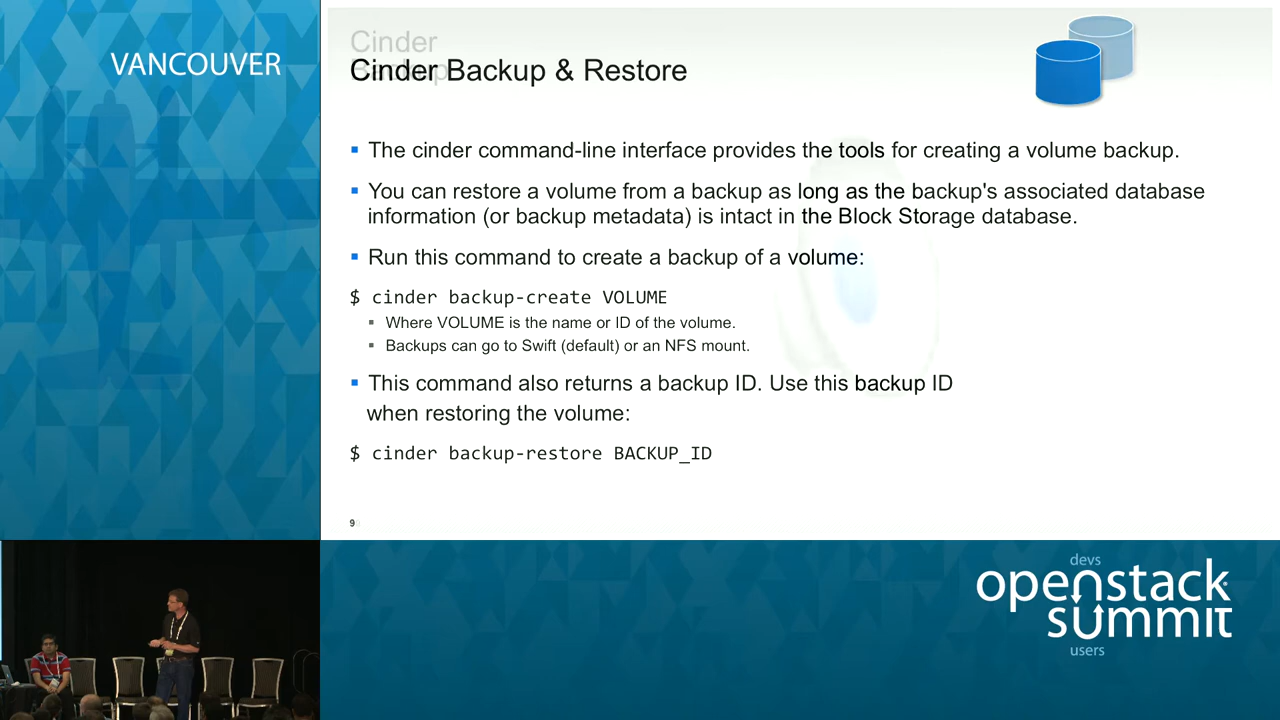 VANCOUVER
Cinder
Cinder Backup & Restore
The cinder command-line interface provides the tools for creating a volume backup.
You can restore a volume from a backup as long as the backup's associated database
information (or backup metadata) is intact in the Block Storage database.
Run this command to create a backup of a volume:
$ cinder backup-create VOLUME
Where VOLUME is the name or ID of the volume.
Backups can go to Swift (default) or an NFS mount.
This command also returns a backup ID. Use this backup ID
when restoring the volume:
$ cinder backup-restore BACKUP_ID
9
devs
openstack
summit
users